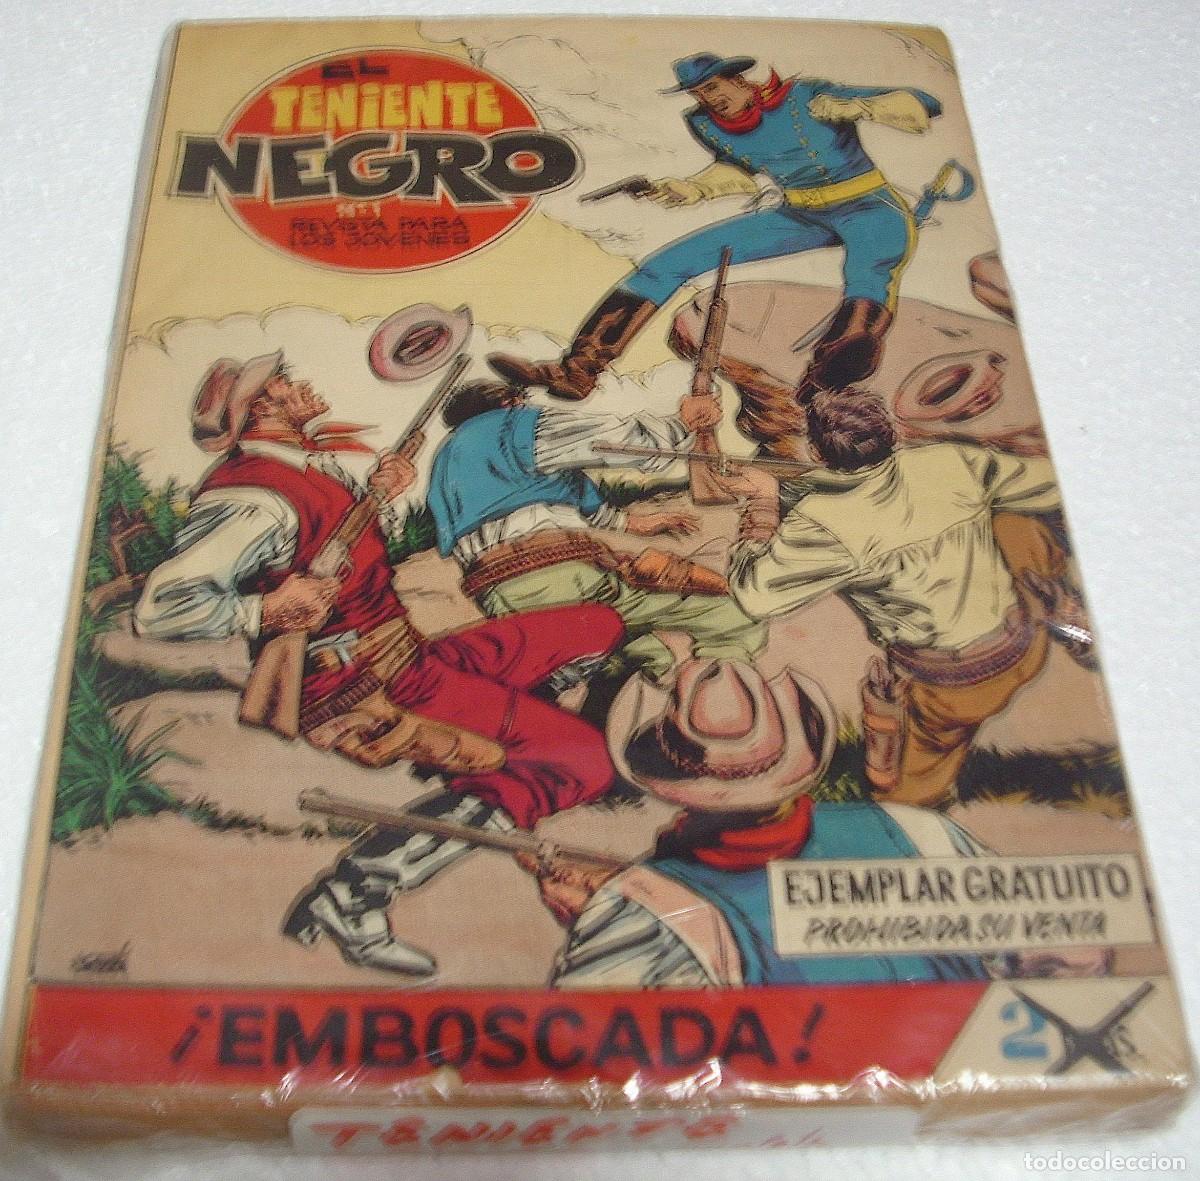 EL
TENIENTE
NEGRO
Nº 1
REVISTA PARA
LOS JOVENES
EJEMPLAR GRATUITO
PROHIBIDA SU VENTA
¡EMBOSCADA!
2
TENIENTE
todocoleccion